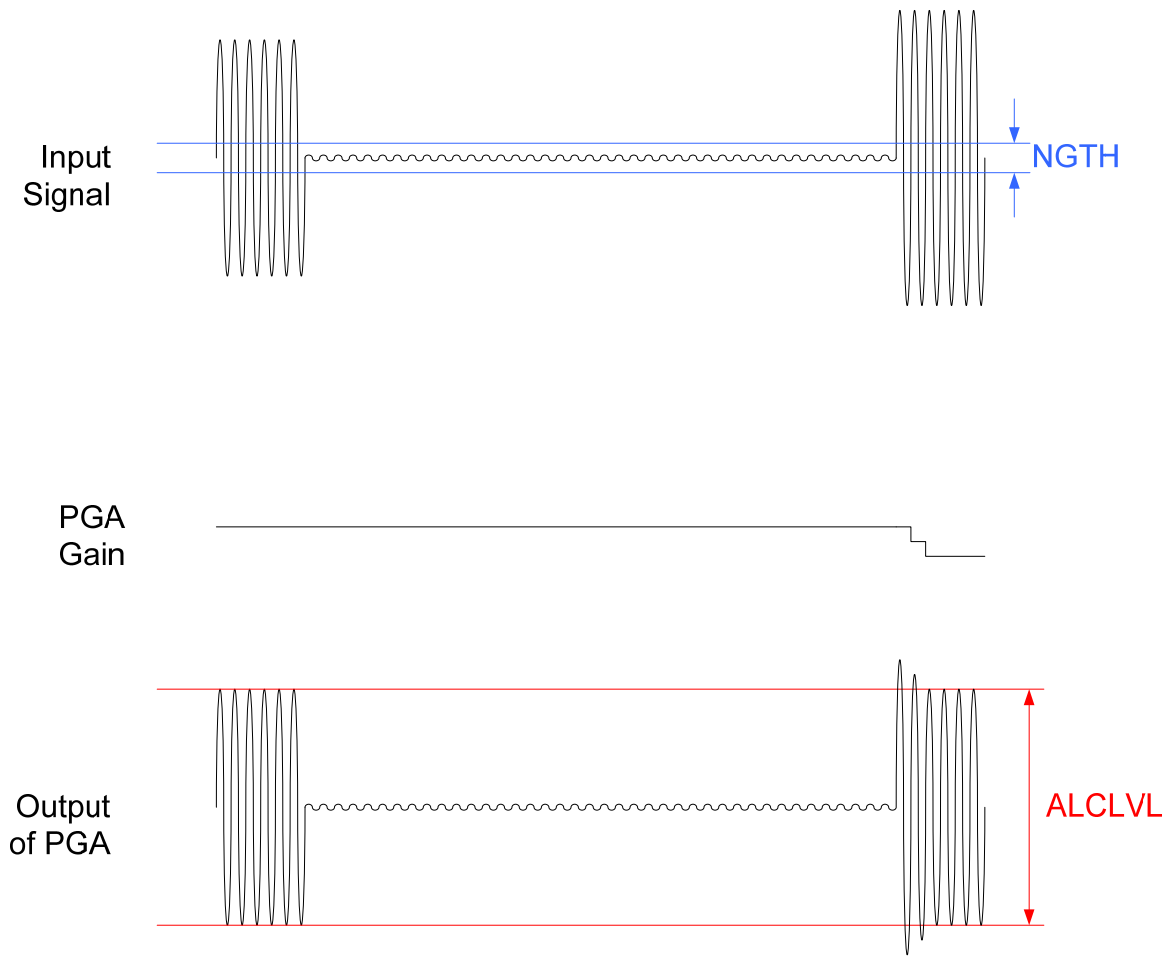 Input
Signal
NGTH
PGA
Gain
Output
of PGA
ALCLVL